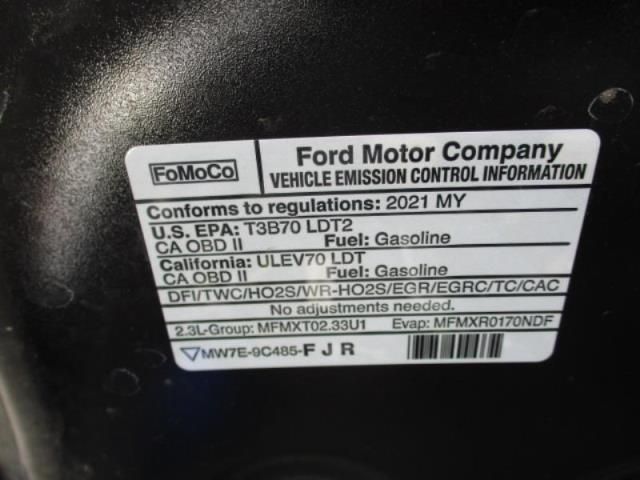 FoMoCo
Ford Motor Company
VEHICLE EMISSION CONTROL INFORMATION
Conforms to regulations: 2021 MY
U.S. EPA: T3B70 LDT2
CA OBD II Fuel: Gasoline
California: ULEV70 LDT
CA OBD II Fuel: Gasoline
DFI/TWC/HO2S/WR-HO2S/EGR/EGRC/TC/CAC
No adjustments needed.
2.3L-Group: MFMXT02.33U1 Evap: MFMXR0170NDF
MW7E-9C485-F J R